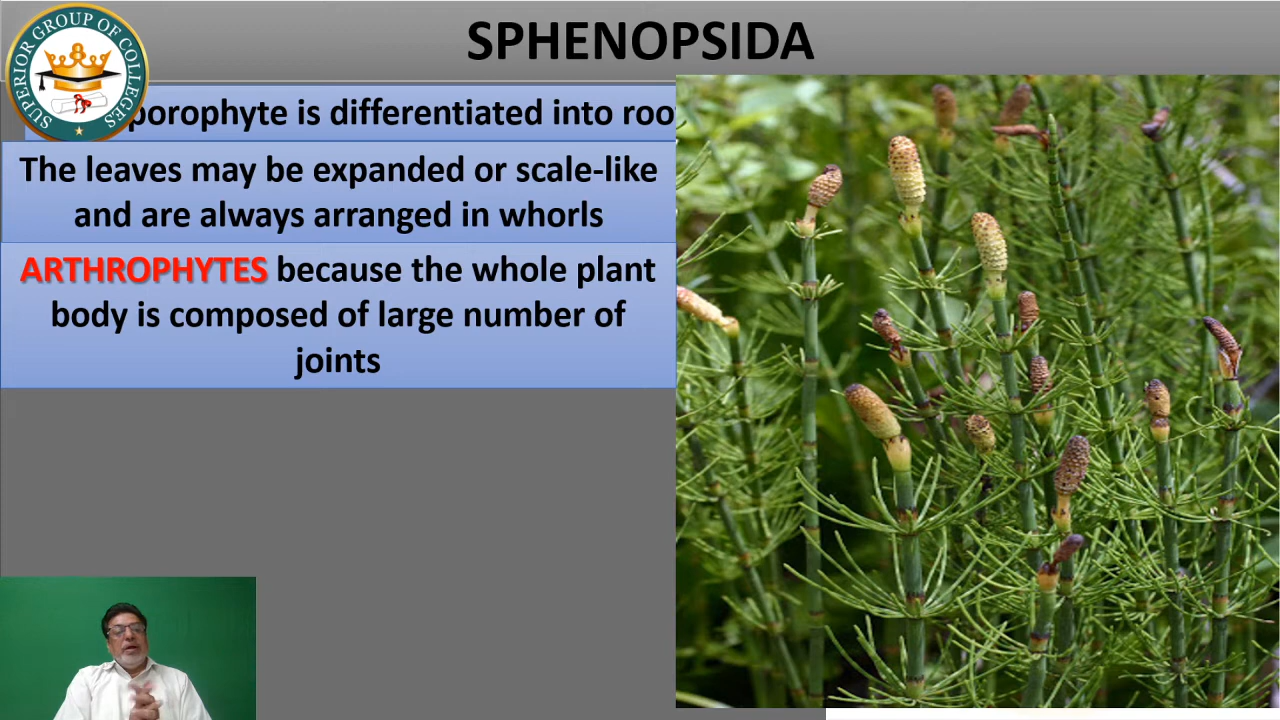 SPHENOPSIDA
SUPERIOR GROUP OF COLLEGES
porophyte is differentiated into roo
The leaves may be expanded or scale-like
and are always arranged in whorls
ARTHROPHYTES because the whole plant
body is composed of large number of
joints